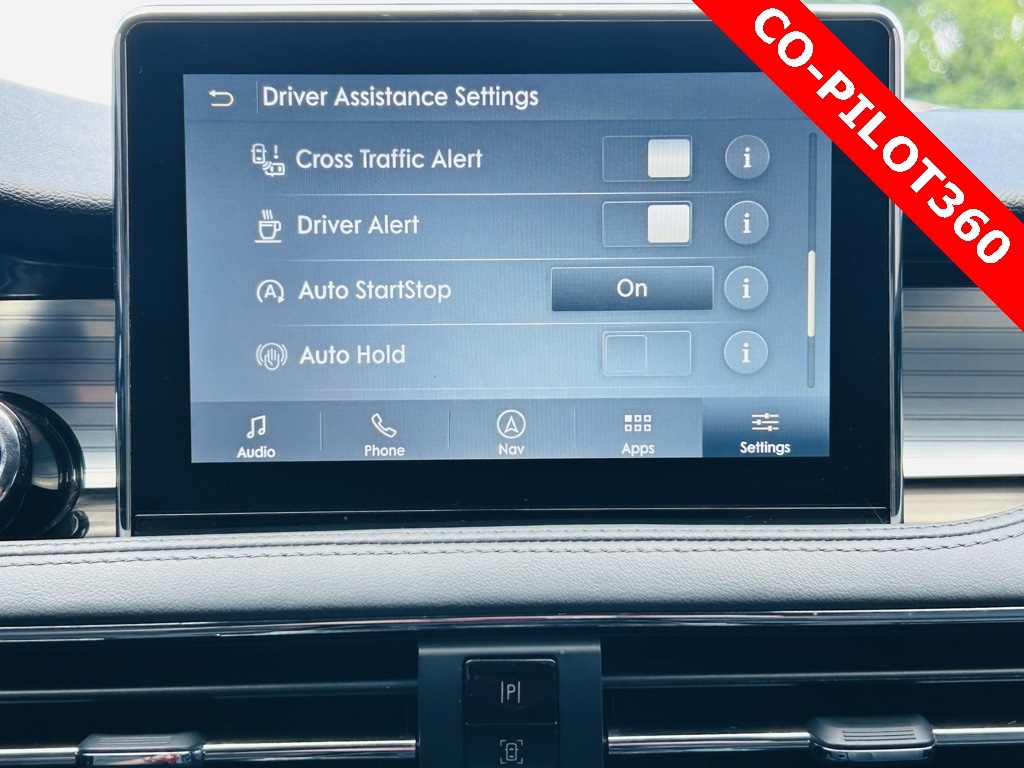 CO-PILOT360
Driver Assistance Settings
Cross Traffic Alert
i
Driver Alert
i
A
Auto StartStop
On
i
Auto Hold
i
Audio
Phone
Nav
Apps
Settings
|P|